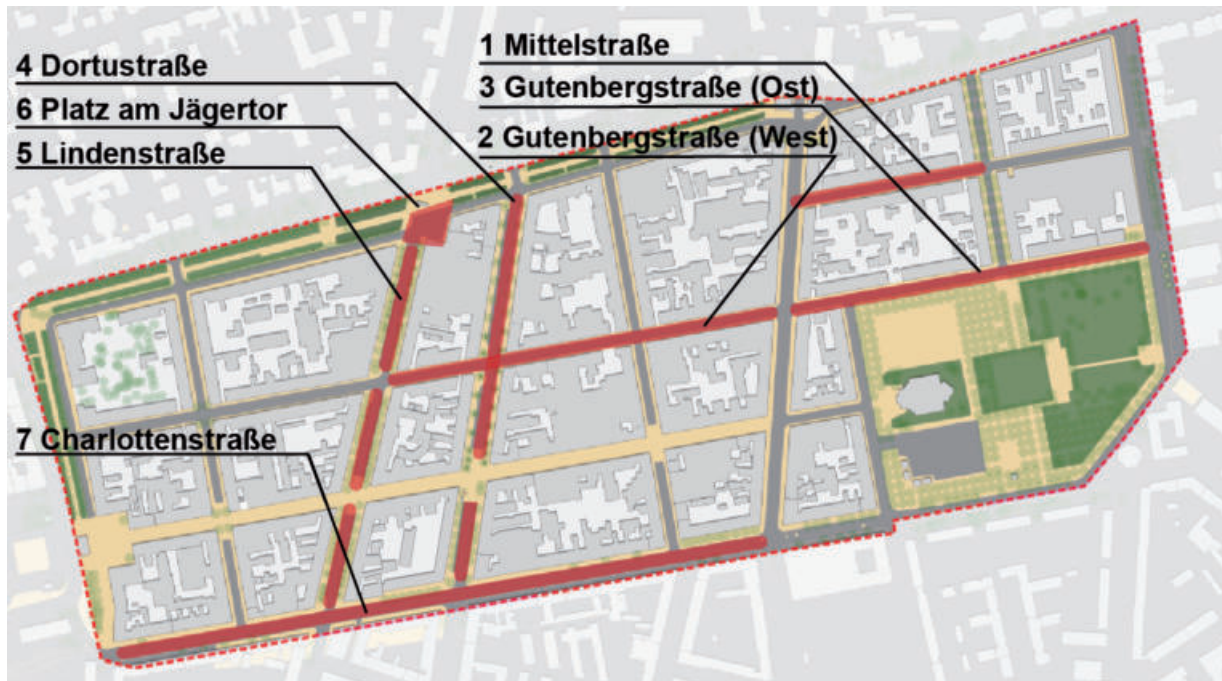 4 Dortustraße
6 Platz am Jägertor
5 Lindenstraße
1 Mittelstraße
3 Gutenbergstraße (Ost)
2 Gutenbergstraße (West)
7 Charlottenstraße